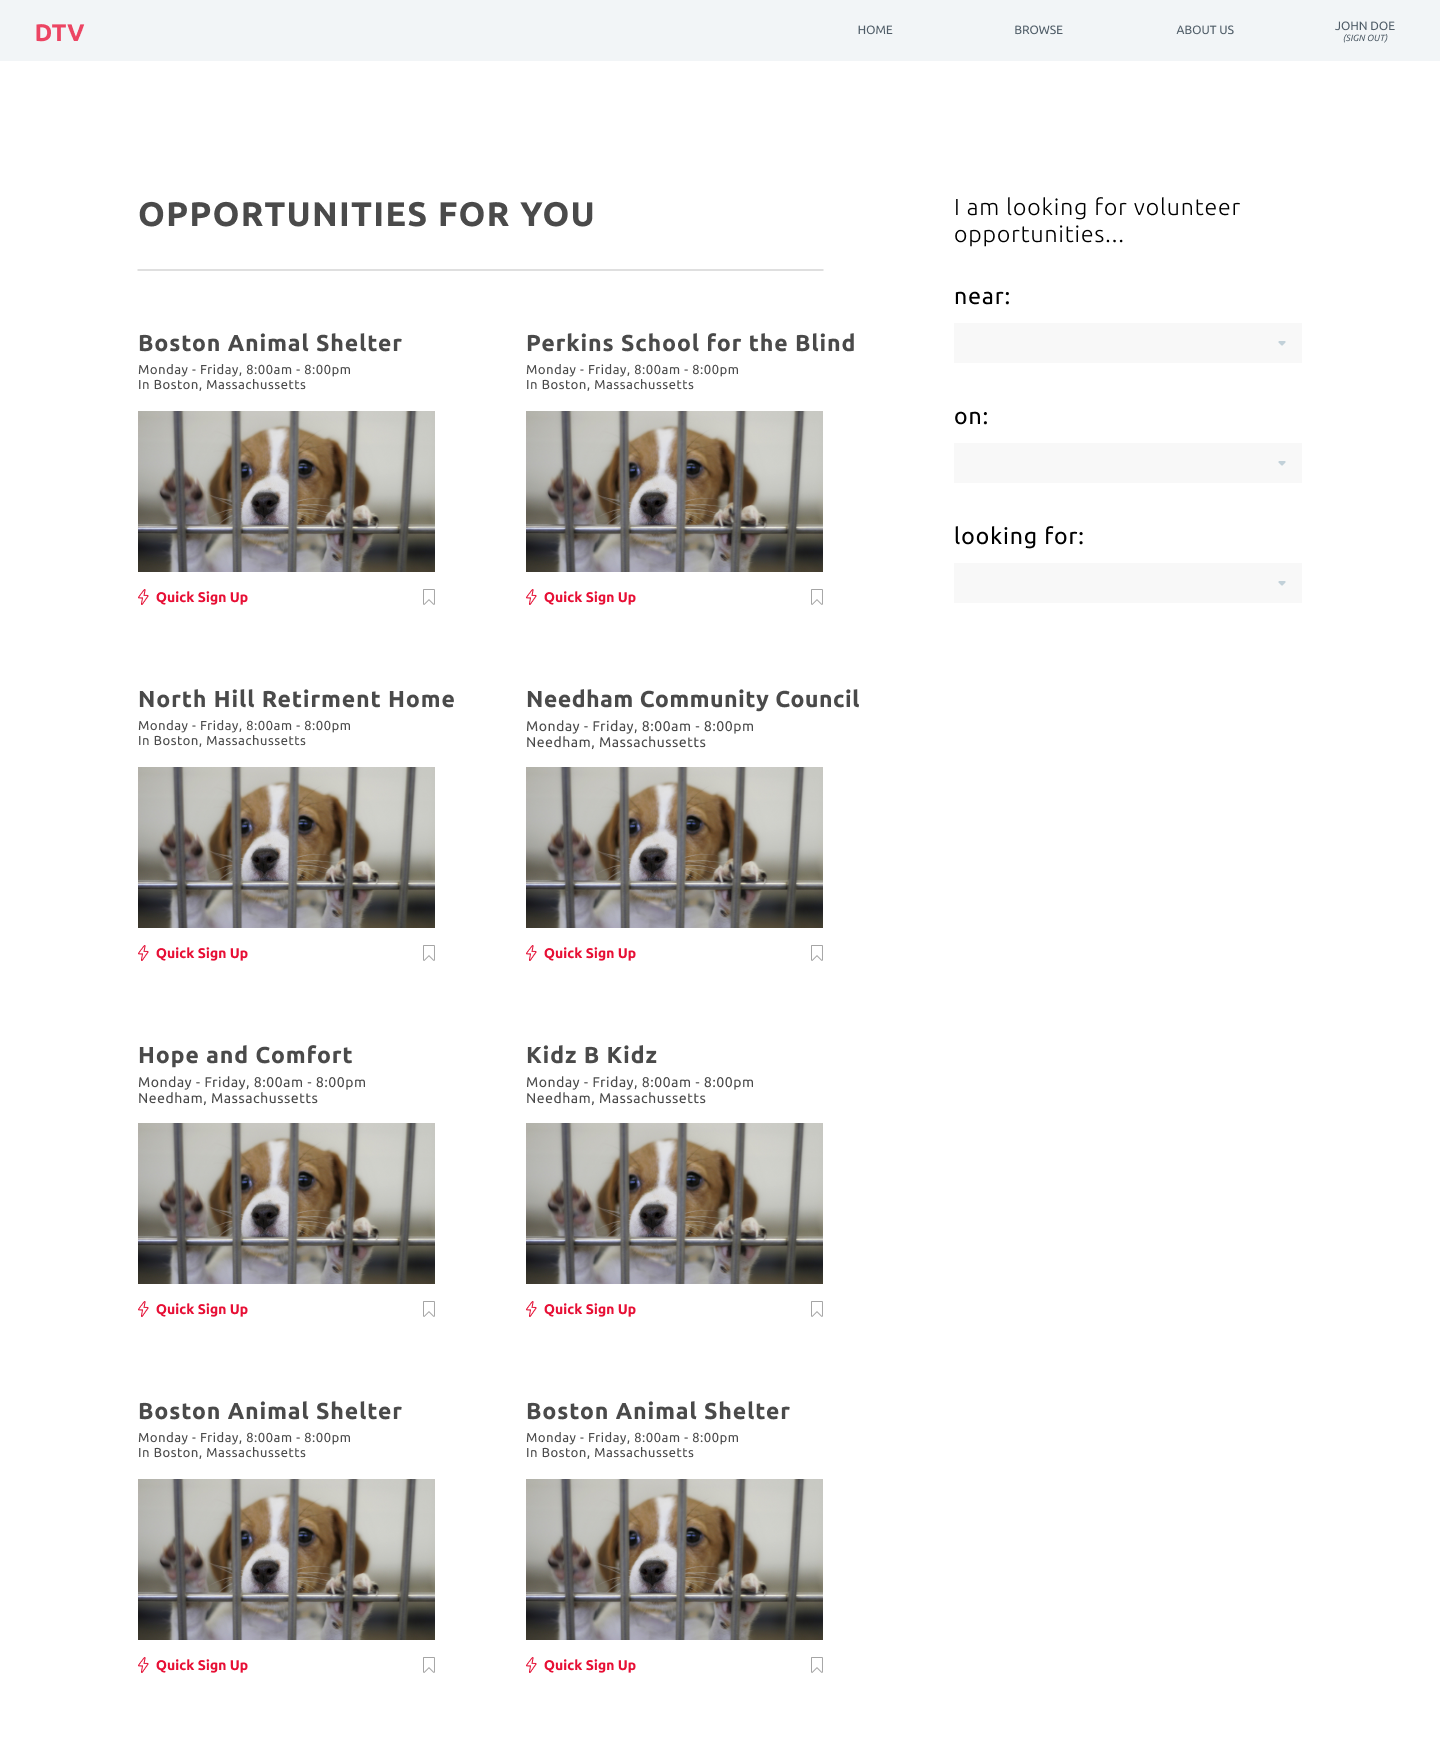 DTV
HOME
BROWSE
ABOUT US
JOHN DOE
(SIGN OUT)
OPPORTUNITIES FOR YOU
Boston Animal Shelter
Monday - Friday, 8:00am - 8:00pm
In Boston, Massachussetts
Quick Sign Up
Perkins School for the Blind
Monday - Friday, 8:00am - 8:00pm
In Boston, Massachussetts
Quick Sign Up
North Hill Retirment Home
Monday - Friday, 8:00am - 8:00pm
In Boston, Massachussetts
Quick Sign Up
Needham Community Council
Monday - Friday, 8:00am - 8:00pm
Needham, Massachussetts
Quick Sign Up
Hope and Comfort
Monday - Friday, 8:00am - 8:00pm
Needham, Massachussetts
Quick Sign Up
Kidz B Kidz
Monday - Friday, 8:00am - 8:00pm
Needham, Massachussetts
Quick Sign Up
Boston Animal Shelter
Monday - Friday, 8:00am - 8:00pm
In Boston, Massachussetts
Quick Sign Up
Boston Animal Shelter
Monday - Friday, 8:00am - 8:00pm
In Boston, Massachussetts
Quick Sign Up
I am looking for volunteer
opportunities...
near:
on:
looking for: